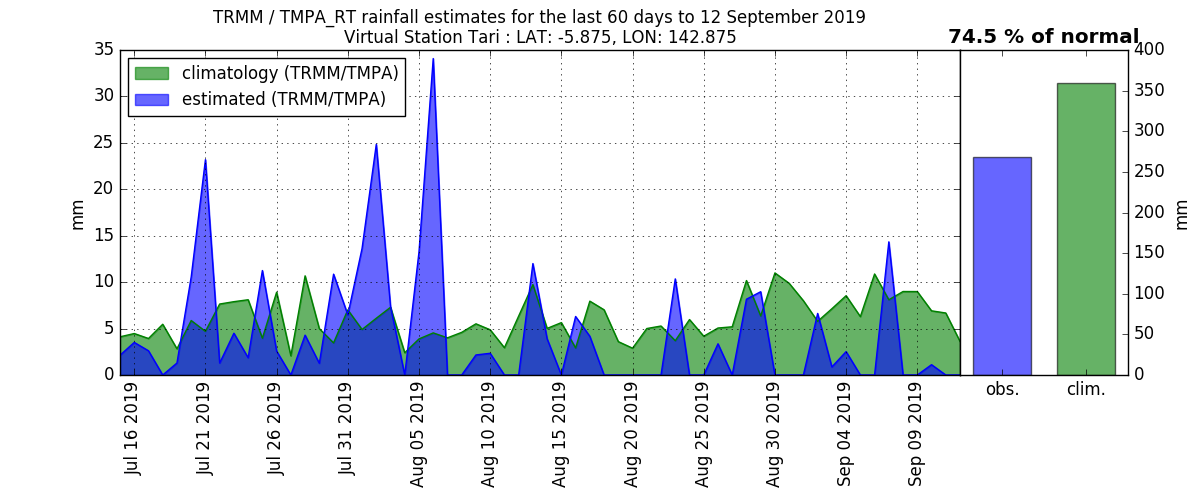 TRMM / TMPA_RT rainfall estimates for the last 60 days to 12 September 2019
Virtual Station Tari : LAT: -5.875, LON: 142.875
74.5 % of normal
climatology (TRMM/TMPA)
estimated (TRMM/TMPA)
mm
35
30
25
20
15
10
5
0
Jul 16 2019
Jul 21 2019
Jul 26 2019
Jul 31 2019
Aug 05 2019
Aug 10 2019
Aug 15 2019
Aug 20 2019
Aug 25 2019
Aug 30 2019
Sep 04 2019
Sep 09 2019
400
350
300
250
200
150
100
50
0
mm
obs.
clim.